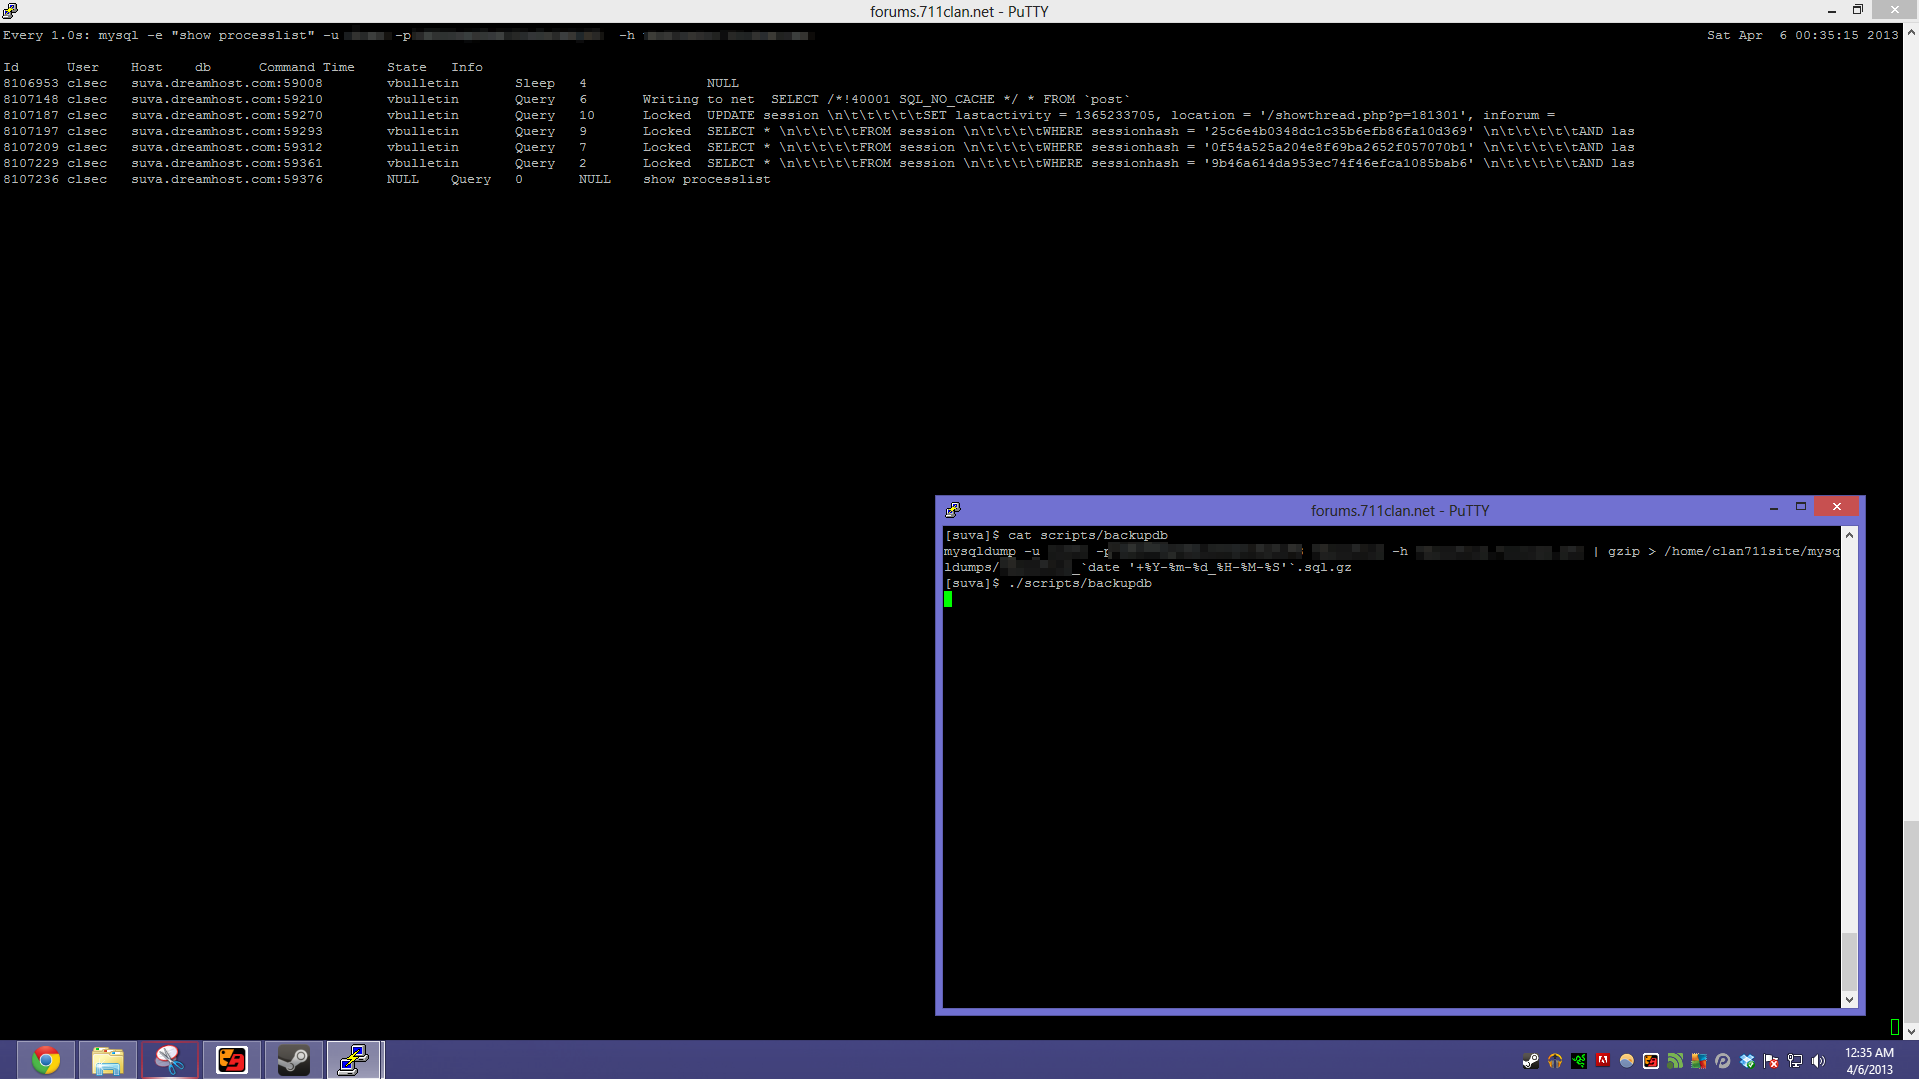 forums.711clan.net - PuTTY
Every 1.0s: mysql -e "show processlist" -u -p -h Sat Apr  6 00:35:15 2013
Id User Host db Command Time State Info
8106953 clsec suva.dreamhost.com:59008 vbulletin Sleep 4 NULL
8107148 clsec suva.dreamhost.com:59210 vbulletin Query 6 Writing to net SELECT /*!40001 SQL_NO_CACHE */ * FROM `post`
8107187 clsec suva.dreamhost.com:59270 vbulletin Query 10 Locked UPDATE session \n\t\t\t\t\tSET lastactivity = 1365233705, location = '/showthread.php?p=181301', inforum =
8107197 clsec suva.dreamhost.com:59293 vbulletin Query 9 Locked SELECT * \n\t\t\t\tFROM session \n\t\t\t\tWHERE sessionhash = '25c6e4b0348dc1c35b6efb86fa10d369' \n\t\t\t\t\tAND las
8107209 clsec suva.dreamhost.com:59312 vbulletin Query 7 Locked SELECT * \n\t\t\t\tFROM session \n\t\t\t\tWHERE sessionhash = '0f54a525a204e8f69ba2652f057070b1' \n\t\t\t\t\tAND las
8107229 clsec suva.dreamhost.com:59361 vbulletin Query 2 Locked SELECT * \n\t\t\t\tFROM session \n\t\t\t\tWHERE sessionhash = '9b46a614da953ec74f46efca1085bab6' \n\t\t\t\t\tAND las
8107236 clsec suva.dreamhost.com:59376 NULL Query 0 NULL show processlist
forums.711clan.net - PuTTY
[suva]$ cat scripts/backupdb
mysqldump -u -p -h | gzip > /home/clan711site/mysq
ldumps/ _`date '+%Y-%m-%d_%H-%M-%S'`.sql.gz
[suva]$ ./scripts/backupdb
12:35 AM
4/6/2013